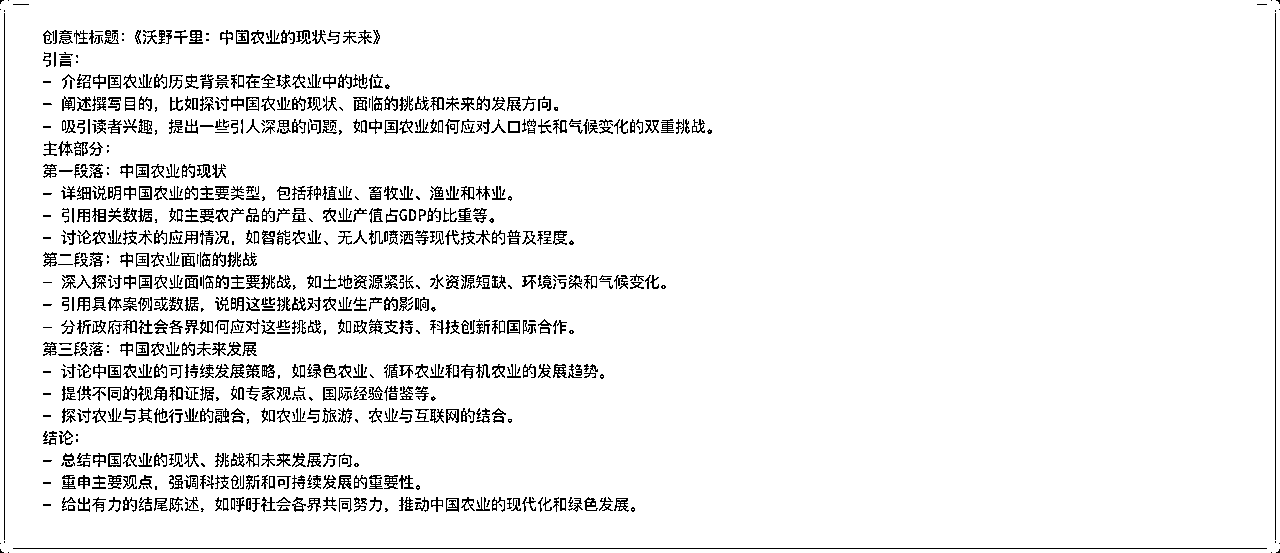 创意性标题：《沃野千里：中国农业的现状与未来》
引言：
- 介绍中国农业的历史背景和在全球农业中的地位。
- 阐述撰写目的，比如探讨中国农业的现状、面临的挑战和未来的发展方向。
- 吸引读者兴趣，提出一些引人深思的问题，如中国农业如何应对人口增长和气候变化的双重挑战。
主体部分：
第一段落：中国农业的现状
- 详细说明中国农业的主要类型，包括种植业、畜牧业、渔业和林业。
- 引用相关数据，如主要农产品的产量、农业产值占GDP的比重等。
- 讨论农业技术的应用情况，如智能农业、无人机喷洒等现代技术的普及程度。
第二段落：中国农业面临的挑战
- 深入探讨中国农业面临的主要挑战，如土地资源紧张、水资源短缺、环境污染和气候变化。
- 引用具体案例或数据，说明这些挑战对农业生产的影响。
- 分析政府和社会各界如何应对这些挑战，如政策支持、科技创新和国际合作。
第三段落：中国农业的未来发展
- 讨论中国农业的可持续发展策略，如绿色农业、循环农业和有机农业的发展趋势。
- 提供不同的视角和证据，如专家观点、国际经验借鉴等。
- 探讨农业与其他行业的融合，如农业与旅游、农业与互联网的结合。
结论：
- 总结中国农业的现状、挑战和未来发展方向。
- 重申主要观点，强调科技创新和可持续发展的重要性。
- 给出有力的结尾陈述，如呼吁社会各界共同努力，推动中国农业的现代化和绿色发展。